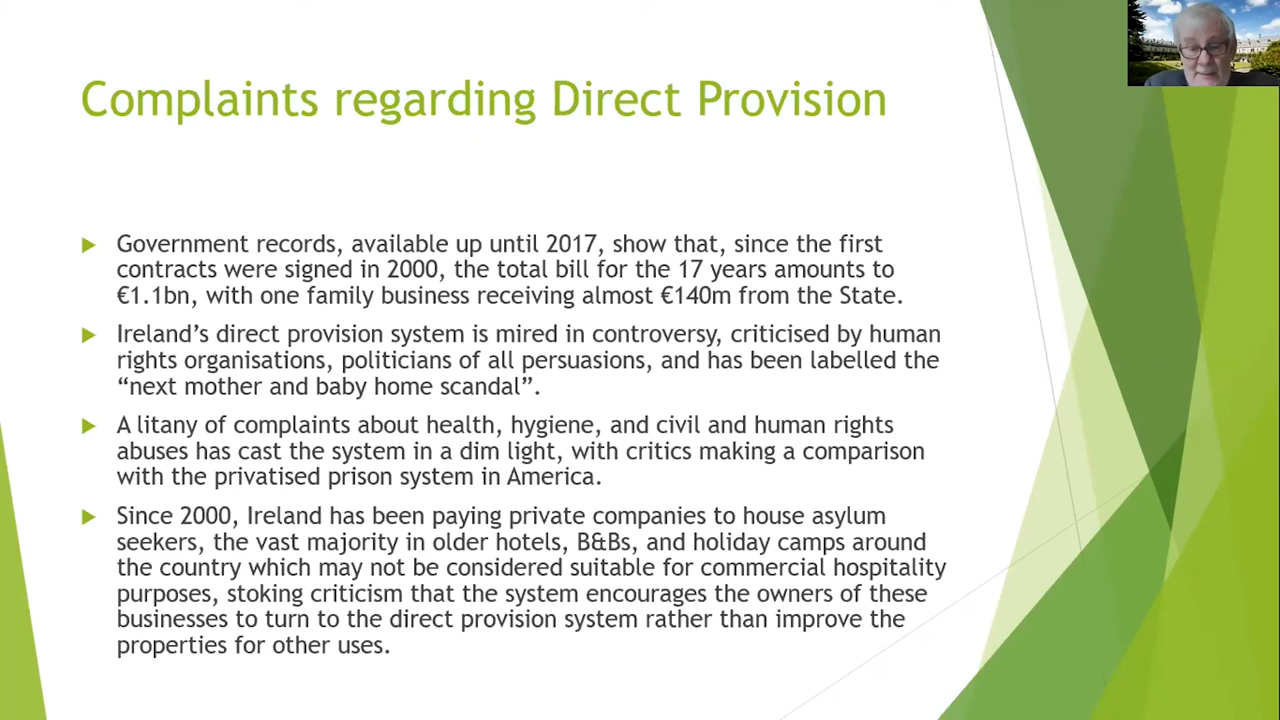 Complaints regarding Direct Provision
Government records, available up until 2017, show that, since the first
contracts were signed in 2000, the total bill for the 17 years amounts to
€1.1bn, with one family business receiving almost €140m from the State.
Ireland’s direct provision system is mired in controversy, criticised by human
rights organisations, politicians of all persuasions, and has been labelled the
“next mother and baby home scandal”.
A litany of complaints about health, hygiene, and civil and human rights
abuses has cast the system in a dim light, with critics making a comparison
with the privatised prison system in America.
Since 2000, Ireland has been paying private companies to house asylum
seekers, the vast majority in older hotels, B&Bs, and holiday camps around
the country which may not be considered suitable for commercial hospitality
purposes, stoking criticism that the system encourages the owners of these
businesses to turn to the direct provision system rather than improve the
properties for other uses.